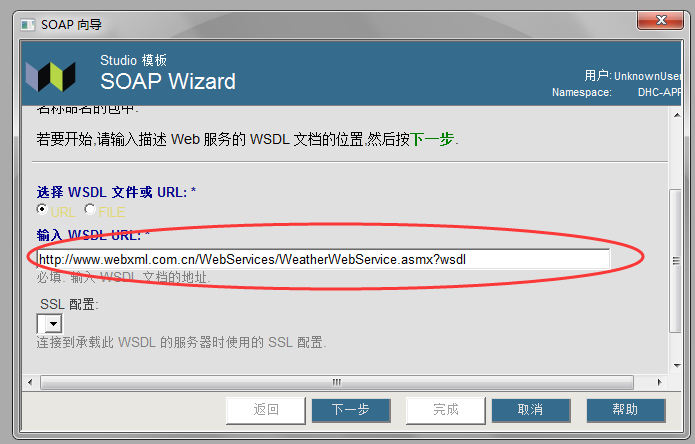 SOAP 向导
Studio 模板
SOAP Wizard
用户: UnknownUser
Namespace: DHC-APP
名称命名的包中.
若要开始,请输入描述 Web 服务的 WSDL 文档的位置,然后按下一步.
选择 WSDL 文件或 URL: *
URL FILE
输入 WSDL URL: *
http://www.webxml.com.cn/WebServices/WeatherWebService.asmx?wsdl
必填. 输入 WSDL 文档的地址.
SSL 配置:
连接到承载此 WSDL 的服务器时使用的 SSL 配置.
返回 下一步 完成 取消 帮助